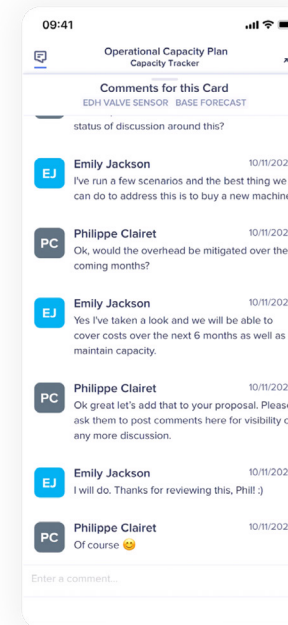 09:41
Operational Capacity Plan
Capacity Tracker
Comments for this Card
EDH VALVE SENSOR BASE FORECAST
status of discussion around this?
EJ
Emily Jackson 10/11/202
I've run a few scenarios and the best thing we
can do to address this is to buy a new machine
PC
Philippe Clairet 10/11/202
Ok, would the overhead be mitigated over the
coming months?
EJ
Emily Jackson 10/11/202
Yes I've taken a look and we will be able to
cover costs over the next 6 months as well as
maintain capacity.
PC
Philippe Clairet 10/11/202
Ok great let's add that to your proposal. Please
ask them to post comments here for visibility
any more discussion.
EJ
Emily Jackson 10/11/202
I will do. Thanks for reviewing this, Phil! :)
PC
Philippe Clairet 10/11/202
Of course 😊
Enter a comment...